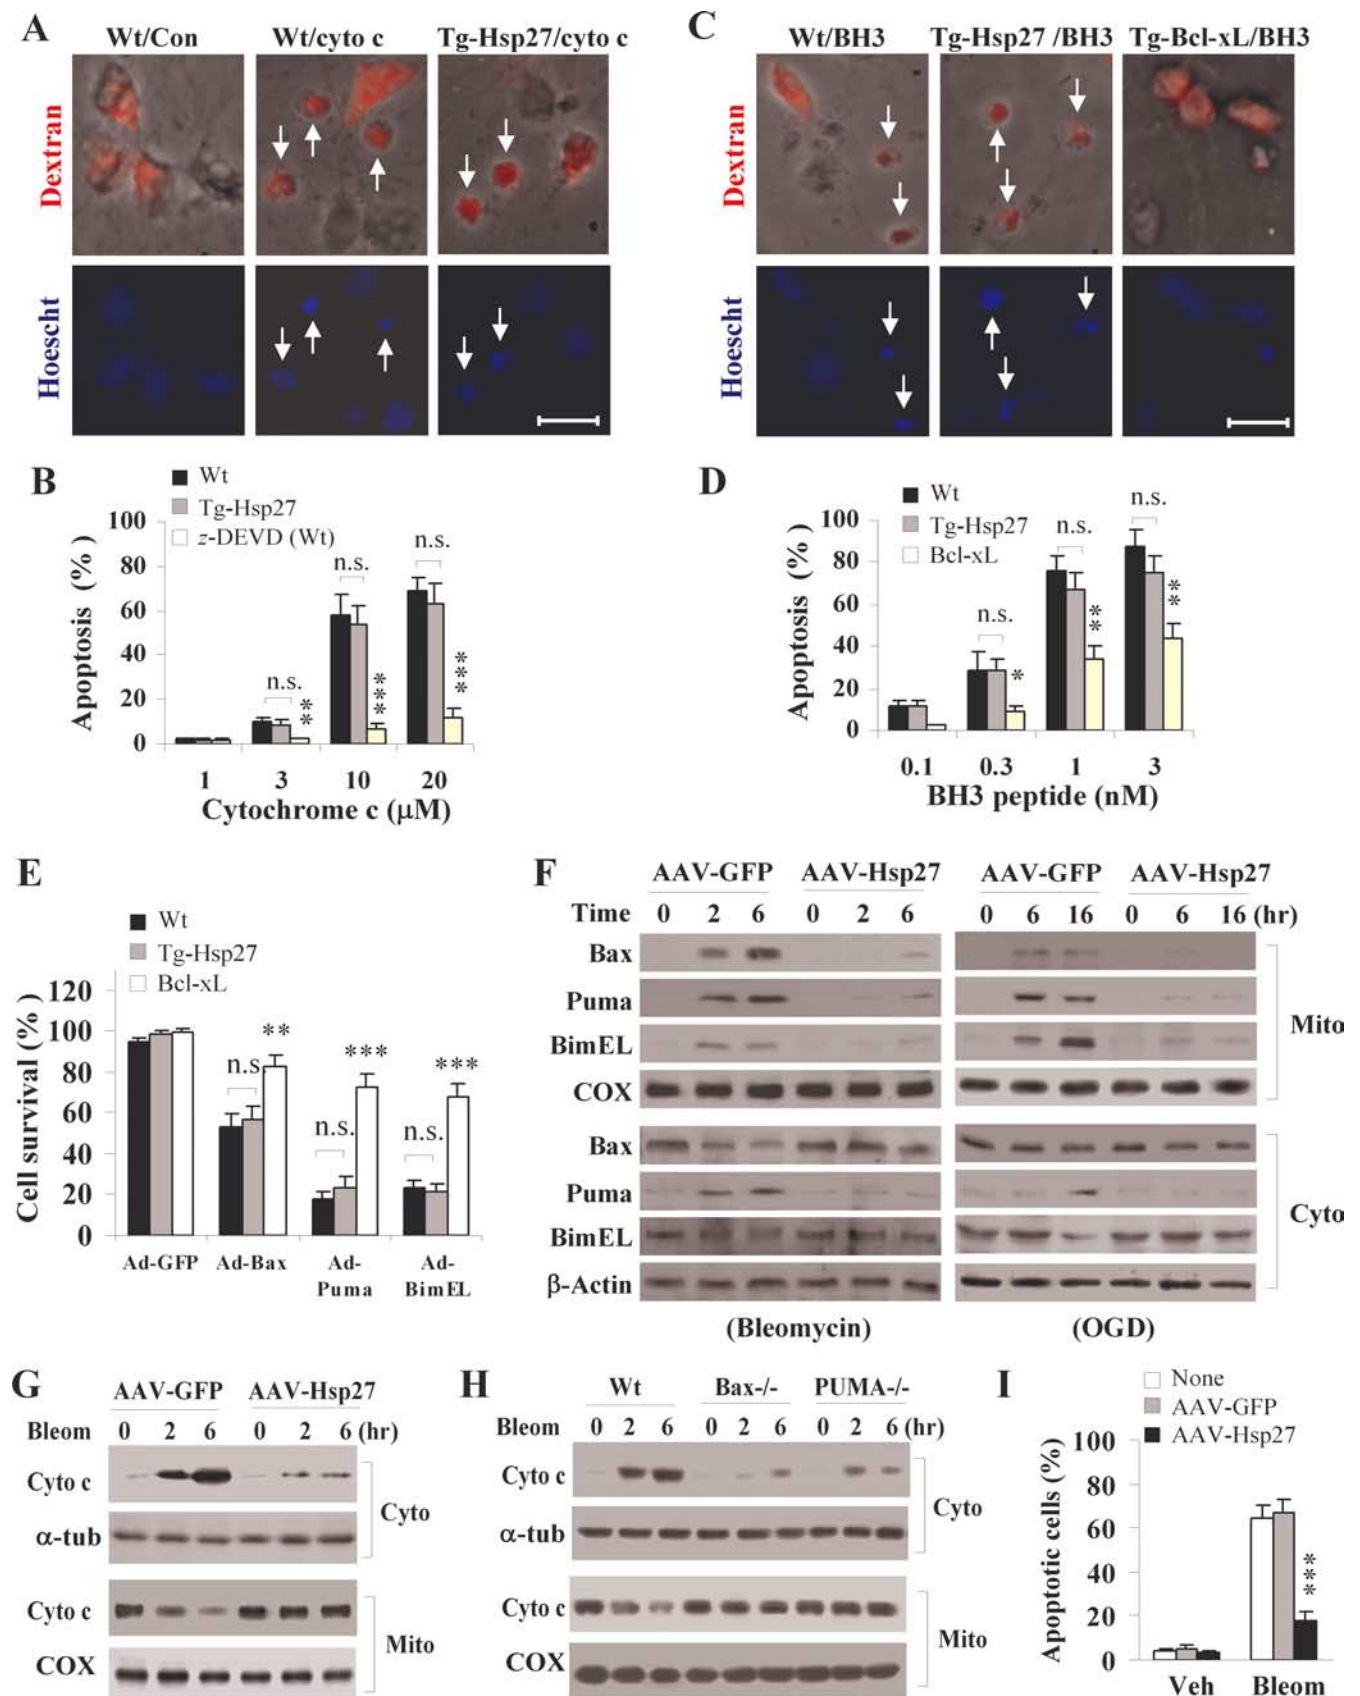 A
Wt/Con Wt/cyto c Tg-Hsp27/cyto c
Dextran
Hoescht
C
Wt/BH3 Tg-Hsp27 /BH3 Tg-Bcl-xL/BH3
Dextran
Hoescht
B
Wt
Tg-Hsp27
z-DEVD (Wt)
Apoptosis (%)
100
80
60
40
20
0
n.s. n.s. n.s.
** *** ***
1 3 10 20
Cytochrome c (μM)
D
Wt
Tg-Hsp27
Bcl-xL
Apoptosis (%)
100
80
60
40
20
0
n.s. n.s. n.s.
* ** **
0.1 0.3 1 3
BH3 peptide (nM)
E
Wt
Tg-Hsp27
Bcl-xL
Cell survival (%)
120
100
80
60
40
20
0
n.s. n.s. n.s.
** *** ***
Ad-GFP Ad-Bax Ad-Puma Ad-BimEL
F
AAV-GFP AAV-Hsp27 AAV-GFP AAV-Hsp27
Time 0 2 6 0 2 6 0 6 16 0 6 16 (hr)
Bax
Puma
BimEL
COX
Mito
Bax
Puma
BimEL
β-Actin
Cyto
(Bleomycin) (OGD)
G
AAV-GFP AAV-Hsp27
Bleom 0 2 6 0 2 6 (hr)
Cyto c
α-tub
Cyto
Cyto c
COX
Mito
H
Wt Bax-/- PUMA-/-
Bleom 0 2 6 0 2 6 0 2 6 (hr)
Cyto c
α-tub
Cyto
Cyto c
COX
Mito
I
None
AAV-GFP
AAV-Hsp27
Apoptotic cells (%)
100
80
60
40
20
0
***
Veh Bleom